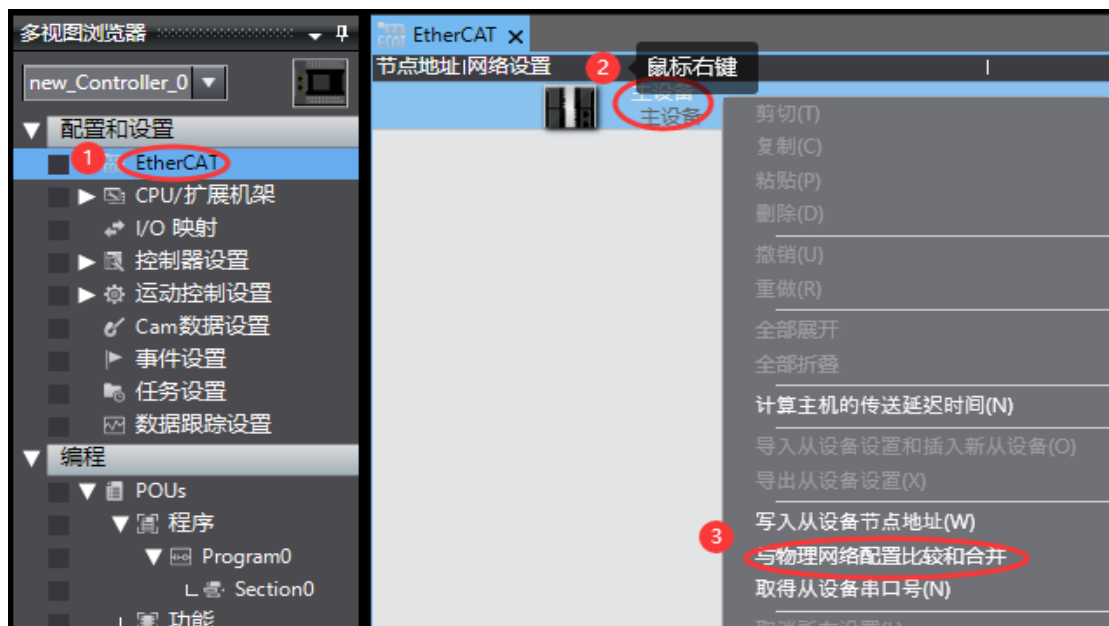 多视图浏览器
new_Controller_0
配置和设置
1 EtherCAT
CPU/扩展机架
I/O 映射
控制器设置
运动控制设置
Cam数据设置
事件设置
任务设置
数据跟踪设置
编程
POUs
程序
Program0
Section0
功能
EtherCAT
节点地址|网络设置
2 鼠标右键
主设备
主设备
剪切(T)
复制(C)
粘贴(P)
删除(D)
撤销(U)
重做(R)
全部展开
全部折叠
计算主机的传送延迟时间(N)
导入从设备设置和插入新从设备(O)
导出从设备设置(X)
写入从设备节点地址(W)
3 与物理网络配置比较和合并
取得从设备串口号(N)